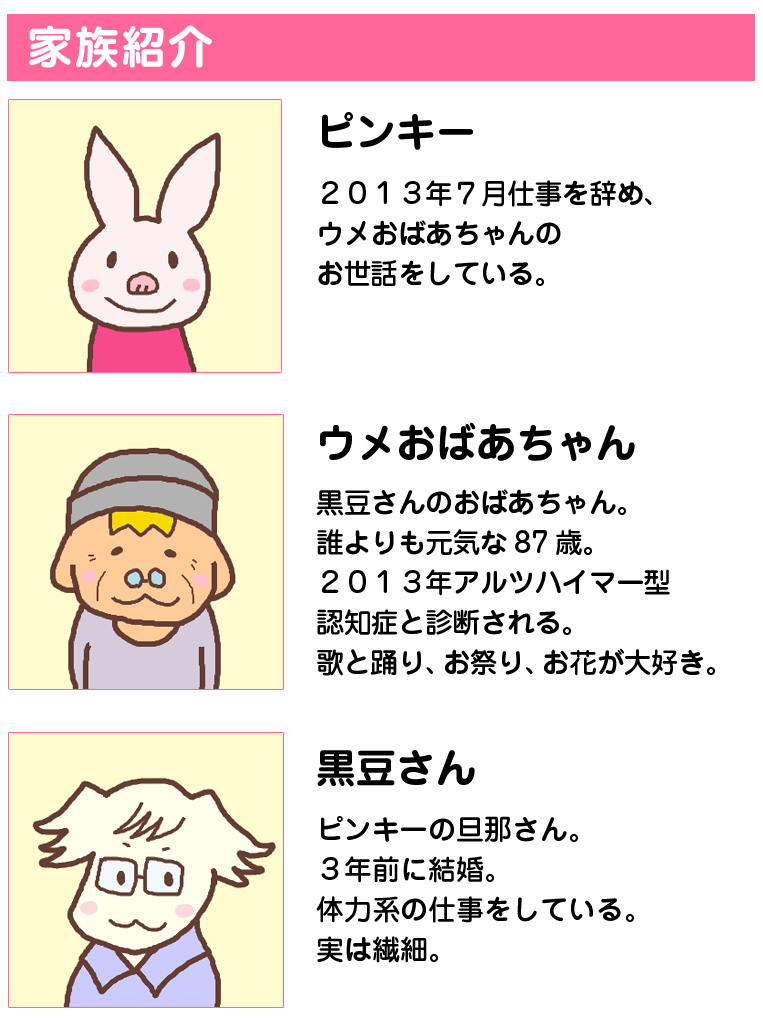 家族紹介
ピンキー
２０１３年７月仕事を辞め、
ウメおばあちゃんの
お世話をしている。
ウメおばあちゃん
黒豆さんのおばあちゃん。
誰よりも元気な87歳。
２０１３年アルツハイマー型
認知症と診断される。
歌と踊り、お祭り、お花が大好き。
黒豆さん
ピンキーの旦那さん。
３年前に結婚。
体力系の仕事をしている。
実は繊細。